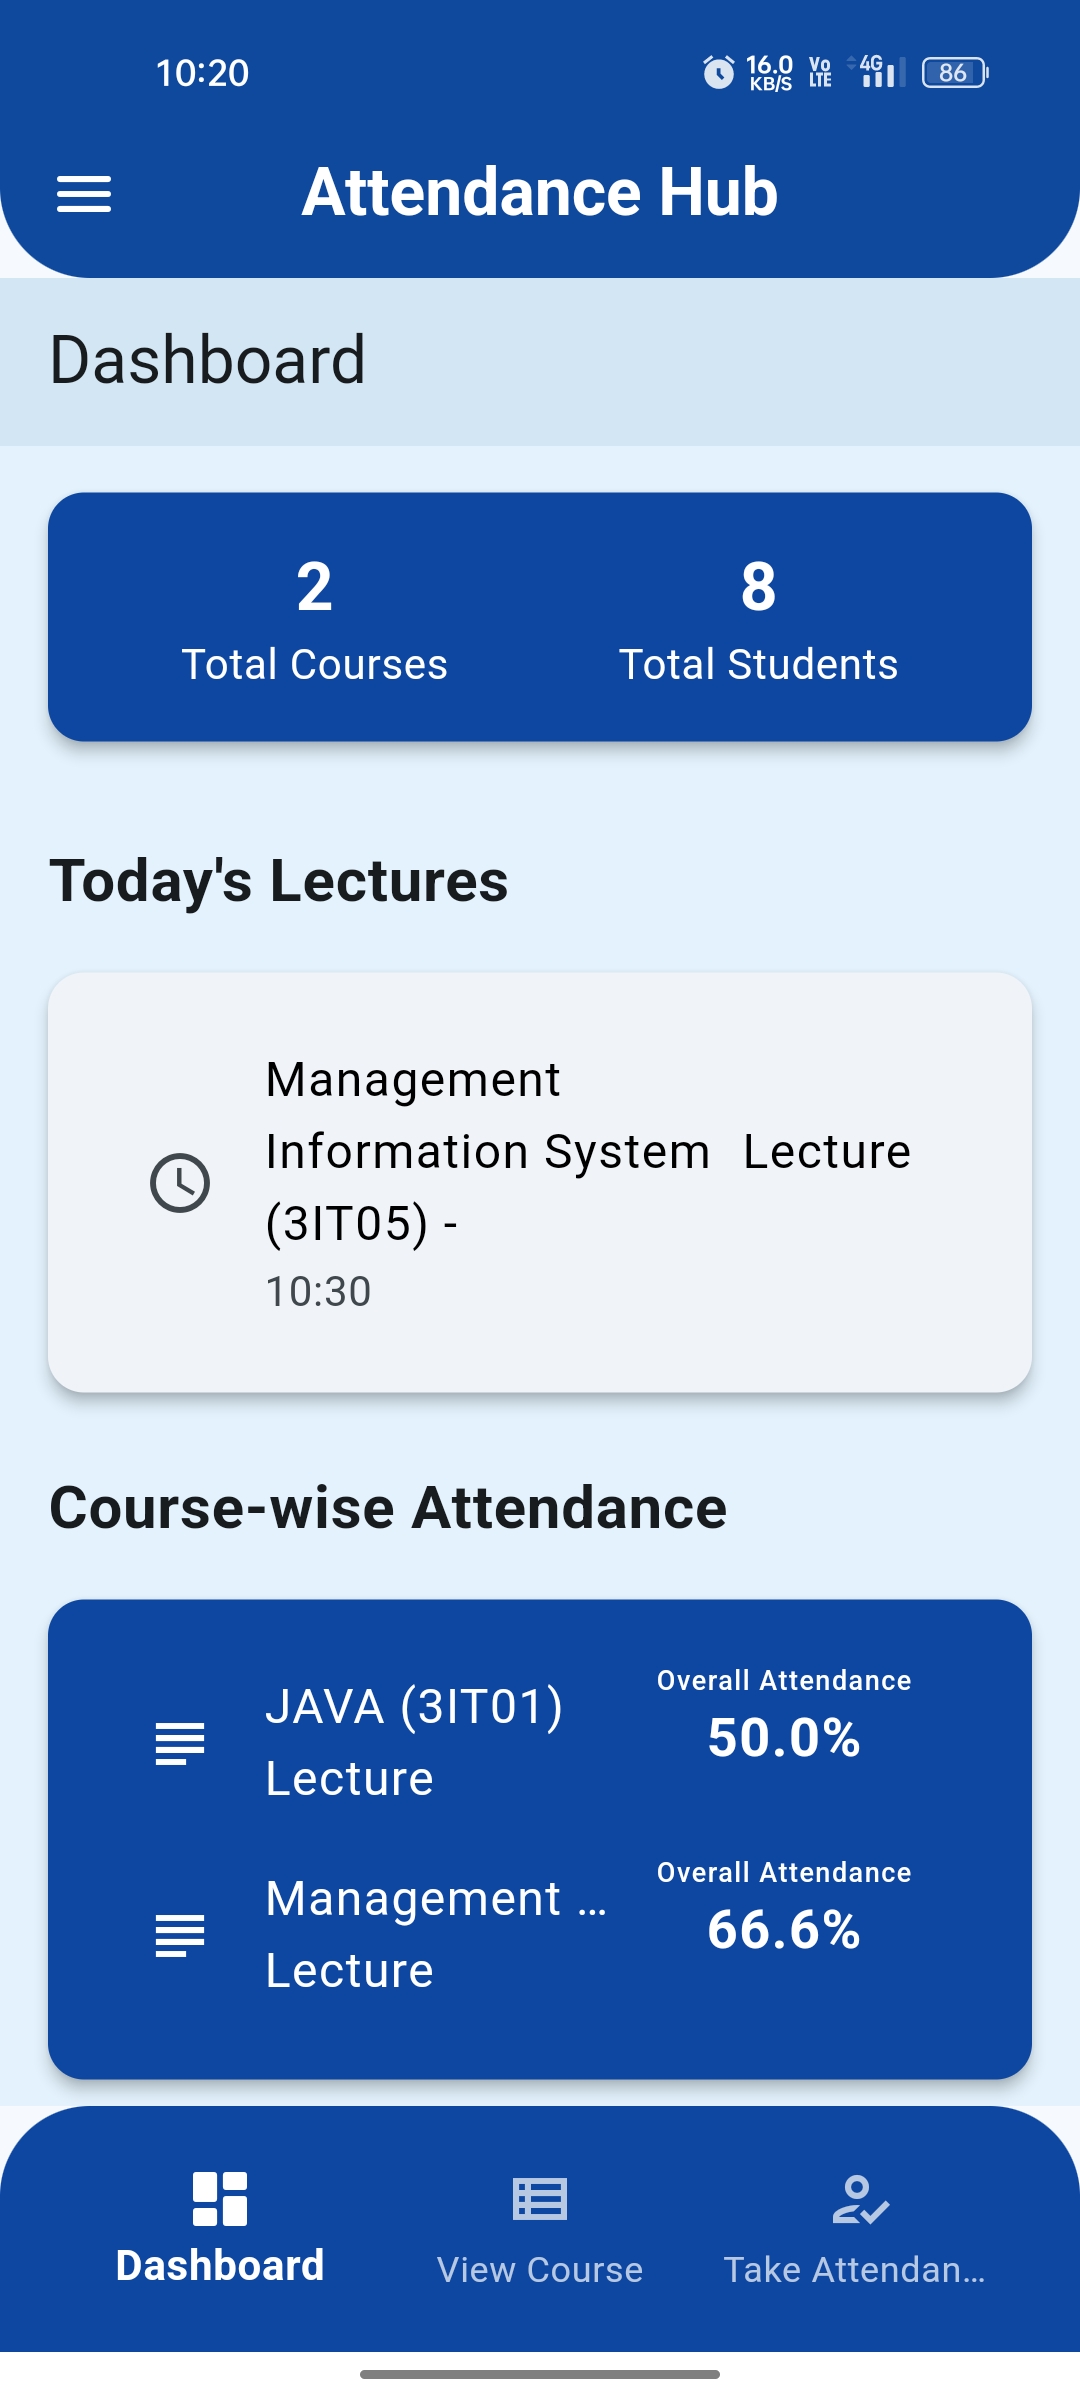 10:20
16.0
KB/S
Vo
LTE
4G
86
Attendance Hub
Dashboard
2
8
Total Courses
Total Students
Today's Lectures
Management
Information System  Lecture
(3IT05) -
10:30
Course-wise Attendance
JAVA (3IT01)
Lecture
Overall Attendance
50.0%
Management …
Lecture
Overall Attendance
66.6%
Dashboard
View Course
Take Attendan…